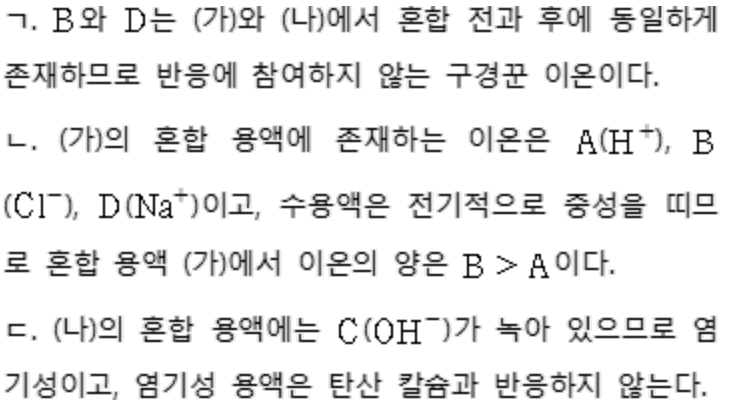 ㄱ. B와 D는 (가)와 (나)에서 혼합 전과 후에 동일하게
존재하므로 반응에 참여하지 않는 구경꾼 이온이다.
ㄴ. (가)의 혼합 용액에 존재하는 이온은 A(H⁺), B
(Cl⁻), D(Na⁺)이고, 수용액은 전기적으로 중성을 띠므
로 혼합 용액 (가)에서 이온의 양은 B > A이다.
ㄷ. (나)의 혼합 용액에는 C(OH⁻)가 녹아 있으므로 염
기성이고, 염기성 용액은 탄산 칼슘과 반응하지 않는다.